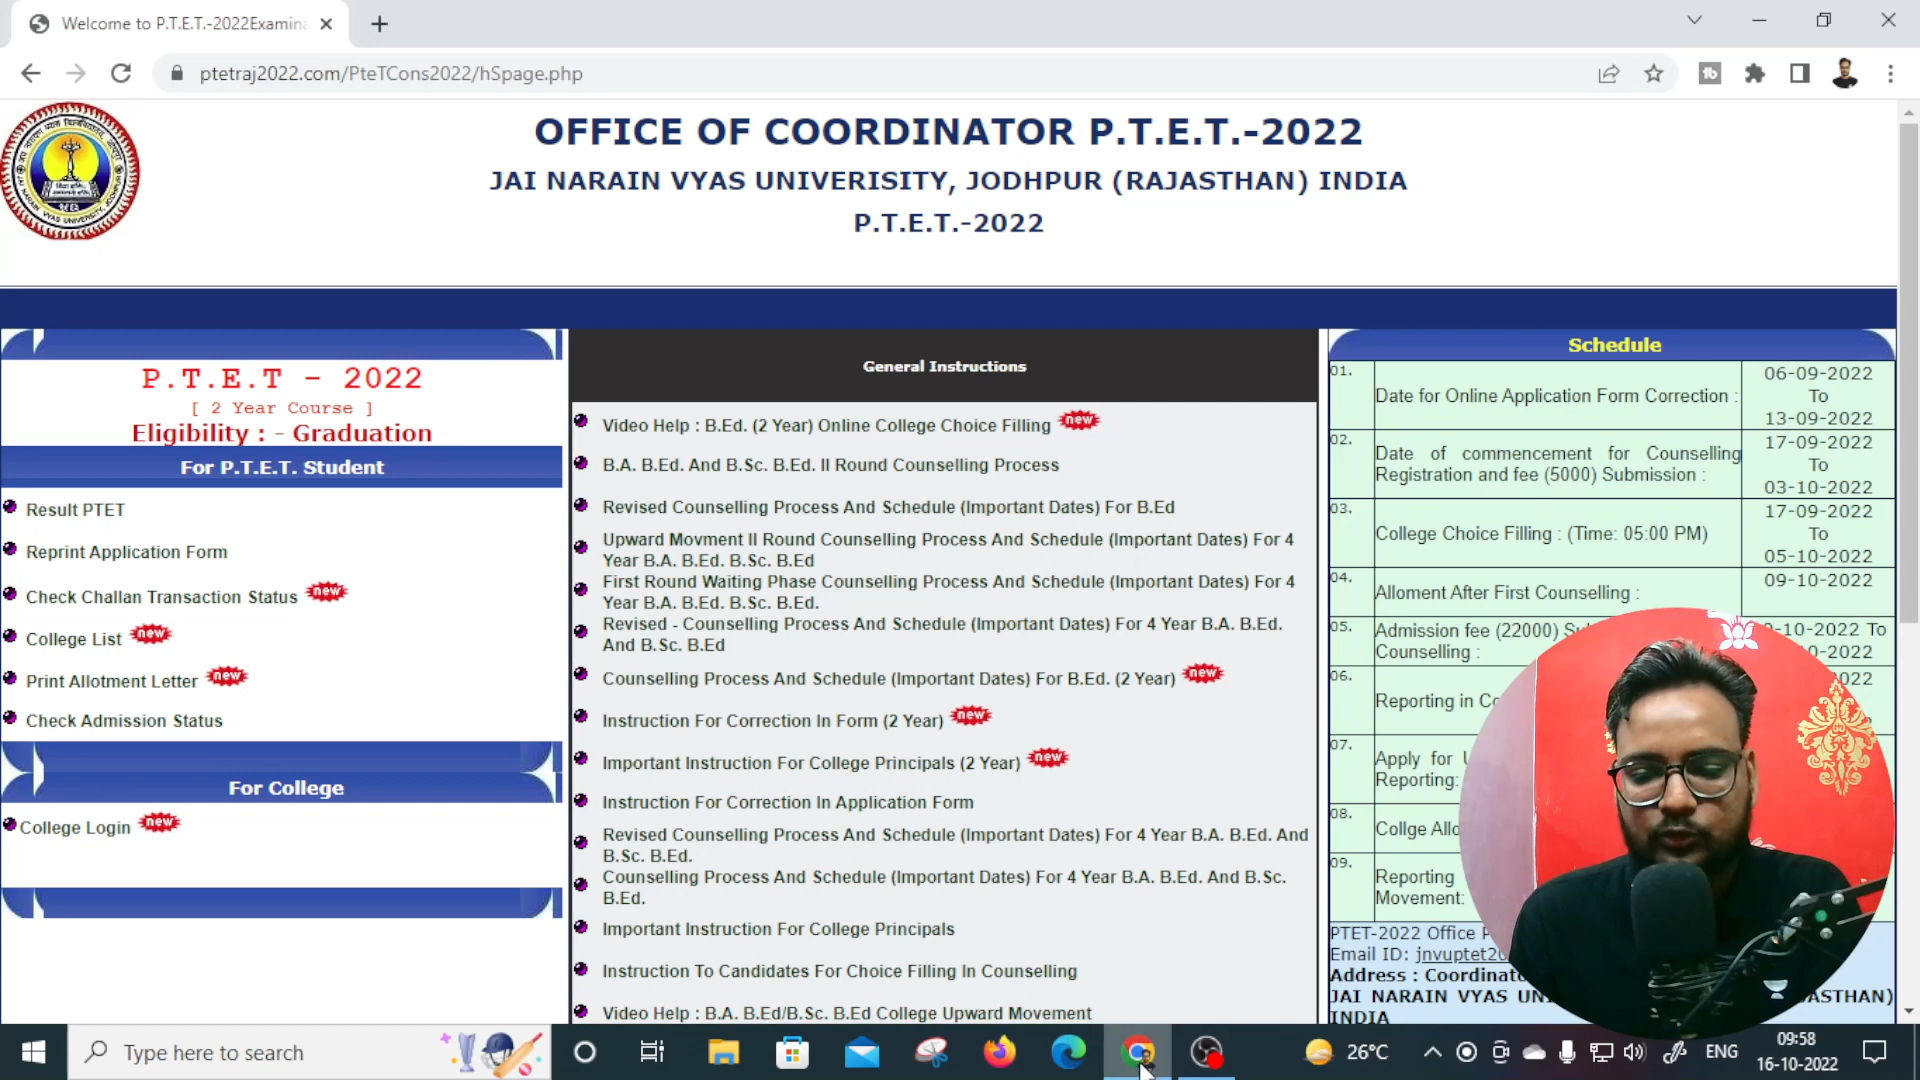 Welcome to P.T.E.T.-2022Examina
ptetraj2022.com/PteTCons2022/hSpage.php
OFFICE OF COORDINATOR P.T.E.T.-2022
JAI NARAIN VYAS UNIVERISITY, JODHPUR (RAJASTHAN) INDIA
P.T.E.T.-2022
P.T.E.T - 2022
[ 2 Year Course ]
Eligibility : - Graduation
For P.T.E.T. Student
Result PTET
Reprint Application Form
Check Challan Transaction Status new
College List new
Print Allotment Letter new
Check Admission Status
For College
College Login new
General Instructions
Video Help : B.Ed. (2 Year) Online College Choice Filling new
B.A. B.Ed. And B.Sc. B.Ed. II Round Counselling Process
Revised Counselling Process And Schedule (Important Dates) For B.Ed
Upward Movment II Round Counselling Process And Schedule (Important Dates) For 4
Year B.A. B.Ed. B.Sc. B.Ed
First Round Waiting Phase Counselling Process And Schedule (Important Dates) For 4
Year B.A. B.Ed. B.Sc. B.Ed.
Revised - Counselling Process And Schedule (Important Dates) For 4 Year B.A. B.Ed.
And B.Sc. B.Ed
Counselling Process And Schedule (Important Dates) For B.Ed. (2 Year) new
Instruction For Correction In Form (2 Year) new
Important Instruction For College Principals (2 Year) new
Instruction For Correction In Application Form
Revised Counselling Process And Schedule (Important Dates) For 4 Year B.A. B.Ed. And
B.Sc. B.Ed.
Counselling Process And Schedule (Important Dates) For 4 Year B.A. B.Ed. And B.Sc.
B.Ed.
Important Instruction For College Principals
Instruction To Candidates For Choice Filling In Counselling
Video Help : B.A. B.Ed/B.Sc. B.Ed College Upward Movement
Schedule
01. Date for Online Application Form Correction : 06-09-2022
To
13-09-2022
02. Date of commencement for Counselling
Registration and fee (5000) Submission : 17-09-2022
To
03-10-2022
03. College Choice Filling : (Time: 05:00 PM) 17-09-2022
To
05-10-2022
04. Alloment After First Counselling : 09-10-2022
05. Admission fee (22000)
Counselling : -10-2022 To
-2022
06. Reporting in
07. Apply for
Reporting:
08. Collge
09. Reporting
Movement:
PTET-2022 Office
Email ID: jnvuptet
Address :
JAI NARAIN VYAS
INDIA
Type here to search
26°C
ENG
09:58
16-10-2022